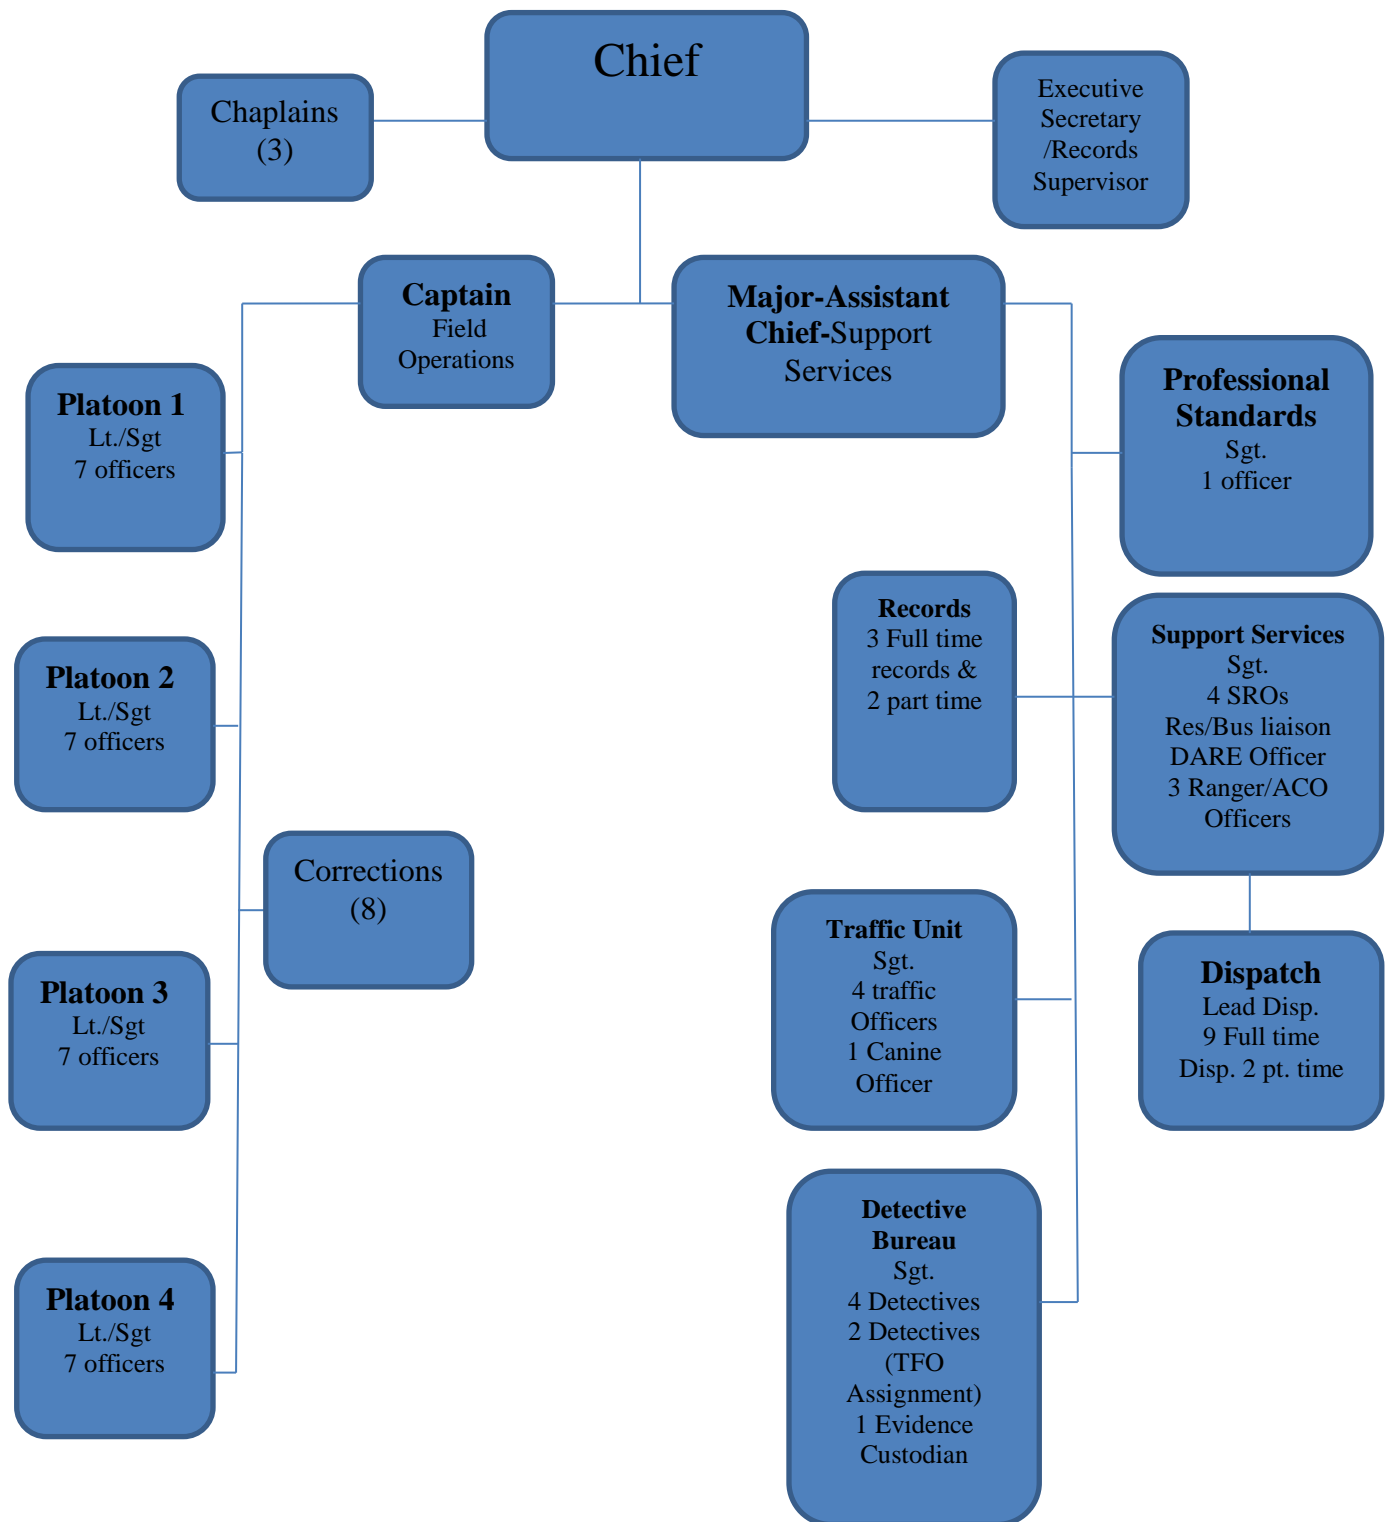 Chief
Chaplains
(3)
Executive
Secretary
/Records
Supervisor
Captain
Field
Operations
Major-Assistant
Chief-Support
Services
Platoon 1
Lt./Sgt
7 officers
Professional
Standards
Sgt.
1 officer
Records
3 Full time
records &
2 part time
Support Services
Sgt.
4 SROs
Res/Bus liaison
DARE Officer
3 Ranger/ACO
Officers
Platoon 2
Lt./Sgt
7 officers
Corrections
(8)
Traffic Unit
Sgt.
4 traffic
Officers
1 Canine
Officer
Dispatch
Lead Disp.
9 Full time
Disp. 2 pt. time
Platoon 3
Lt./Sgt
7 officers
Detective
Bureau
Sgt.
4 Detectives
2 Detectives
(TFO
Assignment)
1 Evidence
Custodian
Platoon 4
Lt./Sgt
7 officers